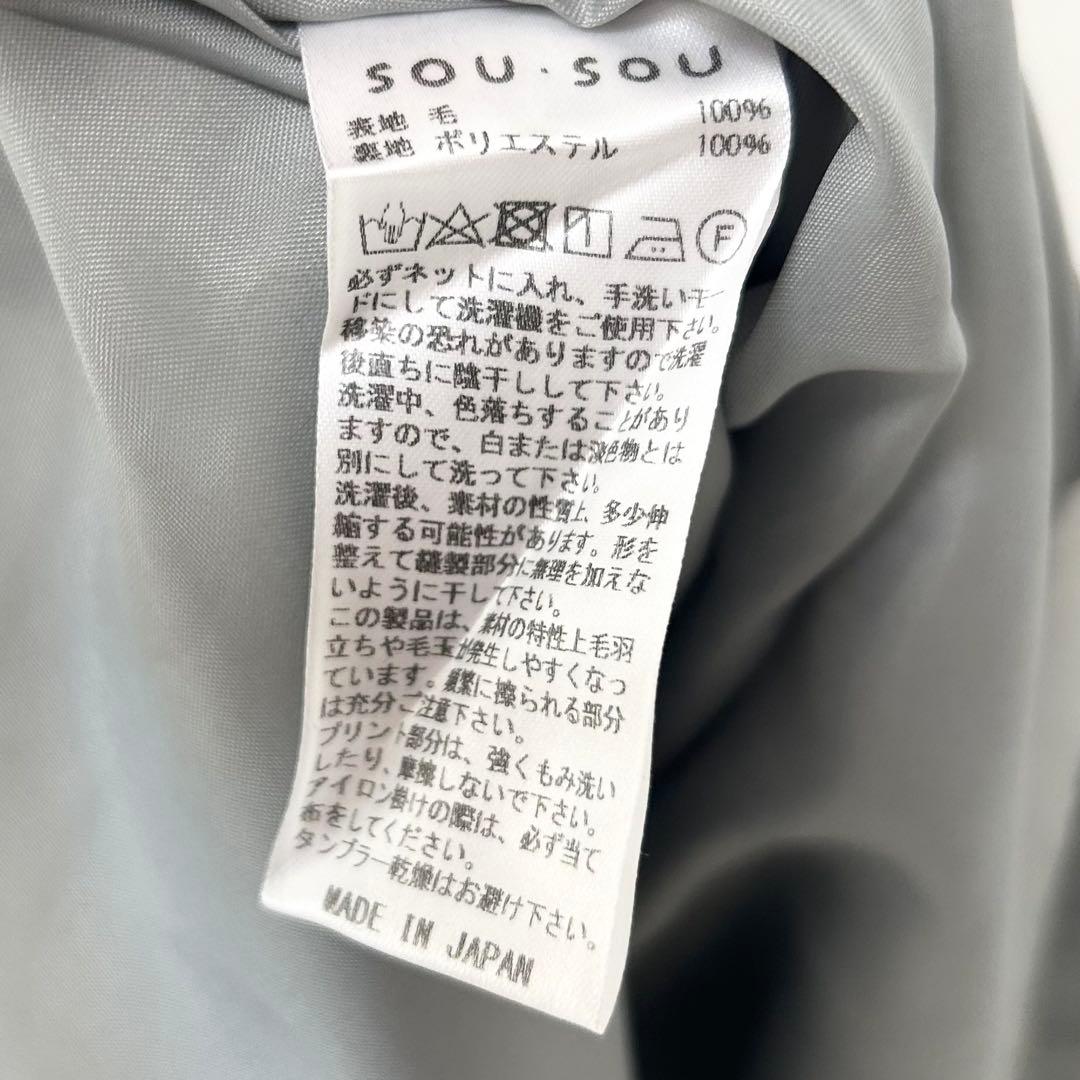 SOU・SOU
表地 毛 100%
裏地 ポリエステル 100%
F
必ずネットに入れ、手洗いモー
ドにして洗濯機をご使用下さい。
移染の恐れがありますので洗濯
後直ちに陰干しして下さい。
洗濯中、色落ちすることがあり
ますので、白または淡色物とは
別にして洗って下さい。
洗濯後、素材の性質上、多少伸
縮する可能性があります。形を
整えて縫製部分に無理を加えな
いように干して下さい。
この製品は、素材の特性上毛羽
立ちや毛玉が発生しやすくなっ
ています。頻繁に擦られる部分
は充分ご注意下さい。
プリント部分は、強くもみ洗い
したり、摩擦しないで下さい。
アイロン掛けの際は、必ず当て
布をしてください。
タンブラー乾燥はお避け下さい。
MADE IN JAPAN